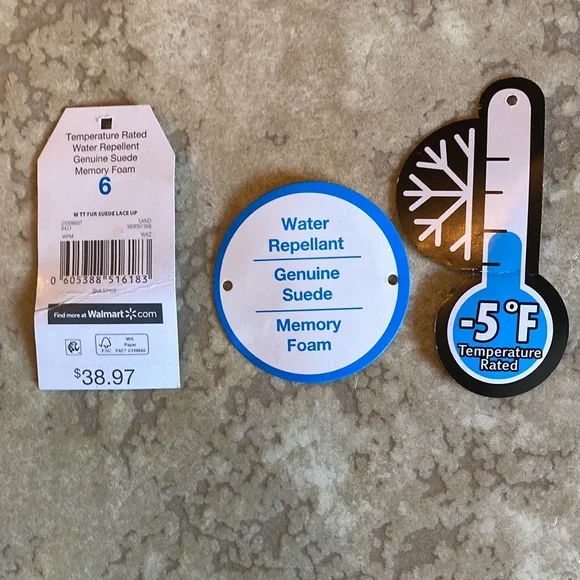 Temperature Rated
Water Repellent
Genuine Suede
Memory Foam
6
W TT FUR SUEDE LACE UP
SAND
0421
WPM
WXZ
0 605388 516183
Find more at Walmart.com
FSC
MIX
Paper
$38.97
Water
Repellant
Genuine
Suede
Memory
Foam
-5°F
Temperature
Rated